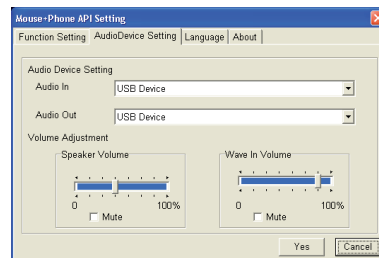 Mouse+Phone API Setting
Function Setting AudioDevice Setting Language About
Audio Device Setting
Audio In USB Device
Audio Out USB Device
Volume Adjustment
Speaker Volume Wave In Volume
0 100% 0 100%
Mute Mute
Yes Cancel